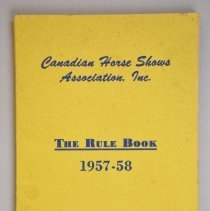 Canadian Horse Shows
Association, Inc.
THE RULE BOOK
1957-58